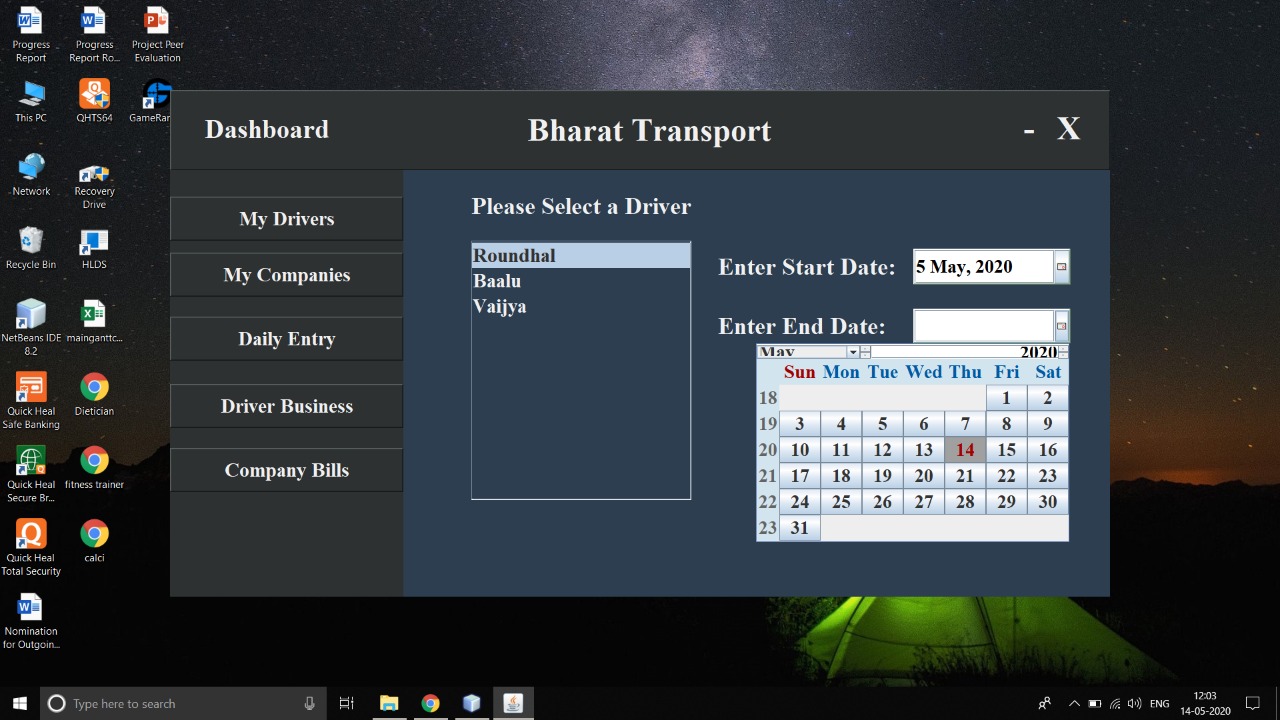 Progress
Report
Progress
Report Ro...
Project Peer
Evaluation
This PC
QHTS64
GameRan
Network
Recovery
Drive
Recycle Bin
HLDS
NetBeans IDE
8.2
mainganttc...
Quick Heal
Safe Banking
Dietician
Quick Heal
Secure Br...
fitness trainer
Quick Heal
Total Security
calci
Nomination
for Outgoin...
Dashboard
Bharat Transport
- X
My Drivers
My Companies
Daily Entry
Driver Business
Company Bills
Please Select a Driver
Roundhal
Baalu
Vaijya
Enter Start Date: 5 May, 2020
Enter End Date:
May 2020
Sun Mon Tue Wed Thu Fri Sat
18 1 2
19 3 4 5 6 7 8 9
20 10 11 12 13 14 15 16
21 17 18 19 20 21 22 23
22 24 25 26 27 28 29 30
23 31
Type here to search
ENG
12:03
14-05-2020